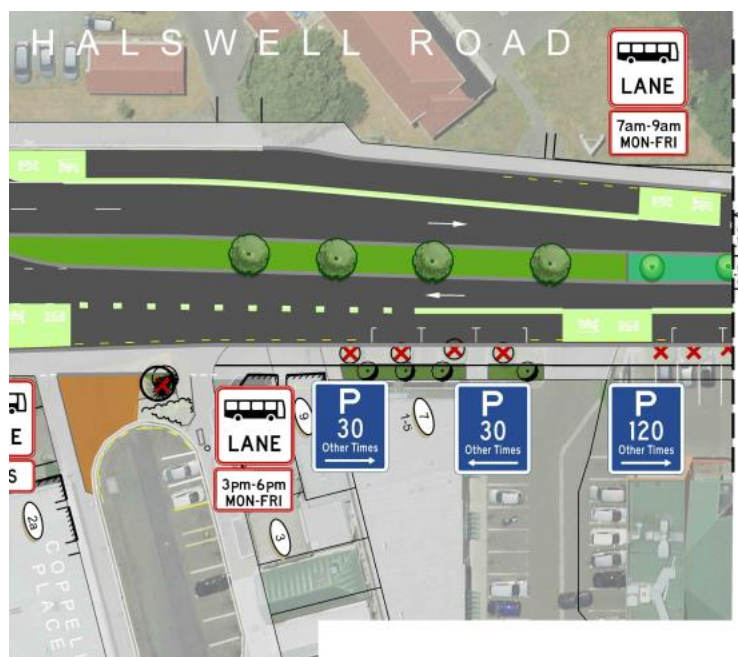 HALSWELL ROAD
LANE
7am-9am
MON-FRI
LANE
3pm-6pm
MON-FRI
P
30
Other Times
P
30
Other Times
P
120
Other Times
E
S
9
7
1-5
3
2a
COPPEL
PLACE